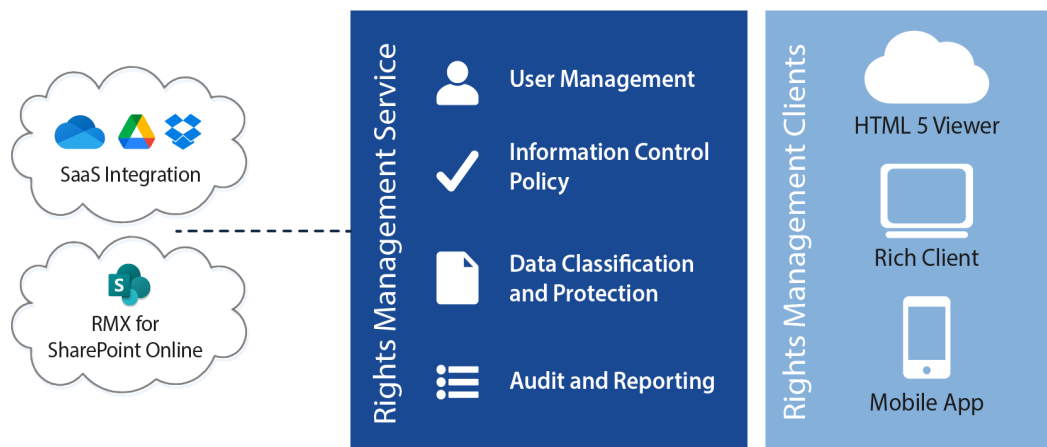 SaaS Integration
S
RMX for
SharePoint Online
Rights Management Service
User Management
Information Control
Policy
Data Classification
and Protection
Audit and Reporting
Rights Management Clients
HTML 5 Viewer
Rich Client
Mobile App